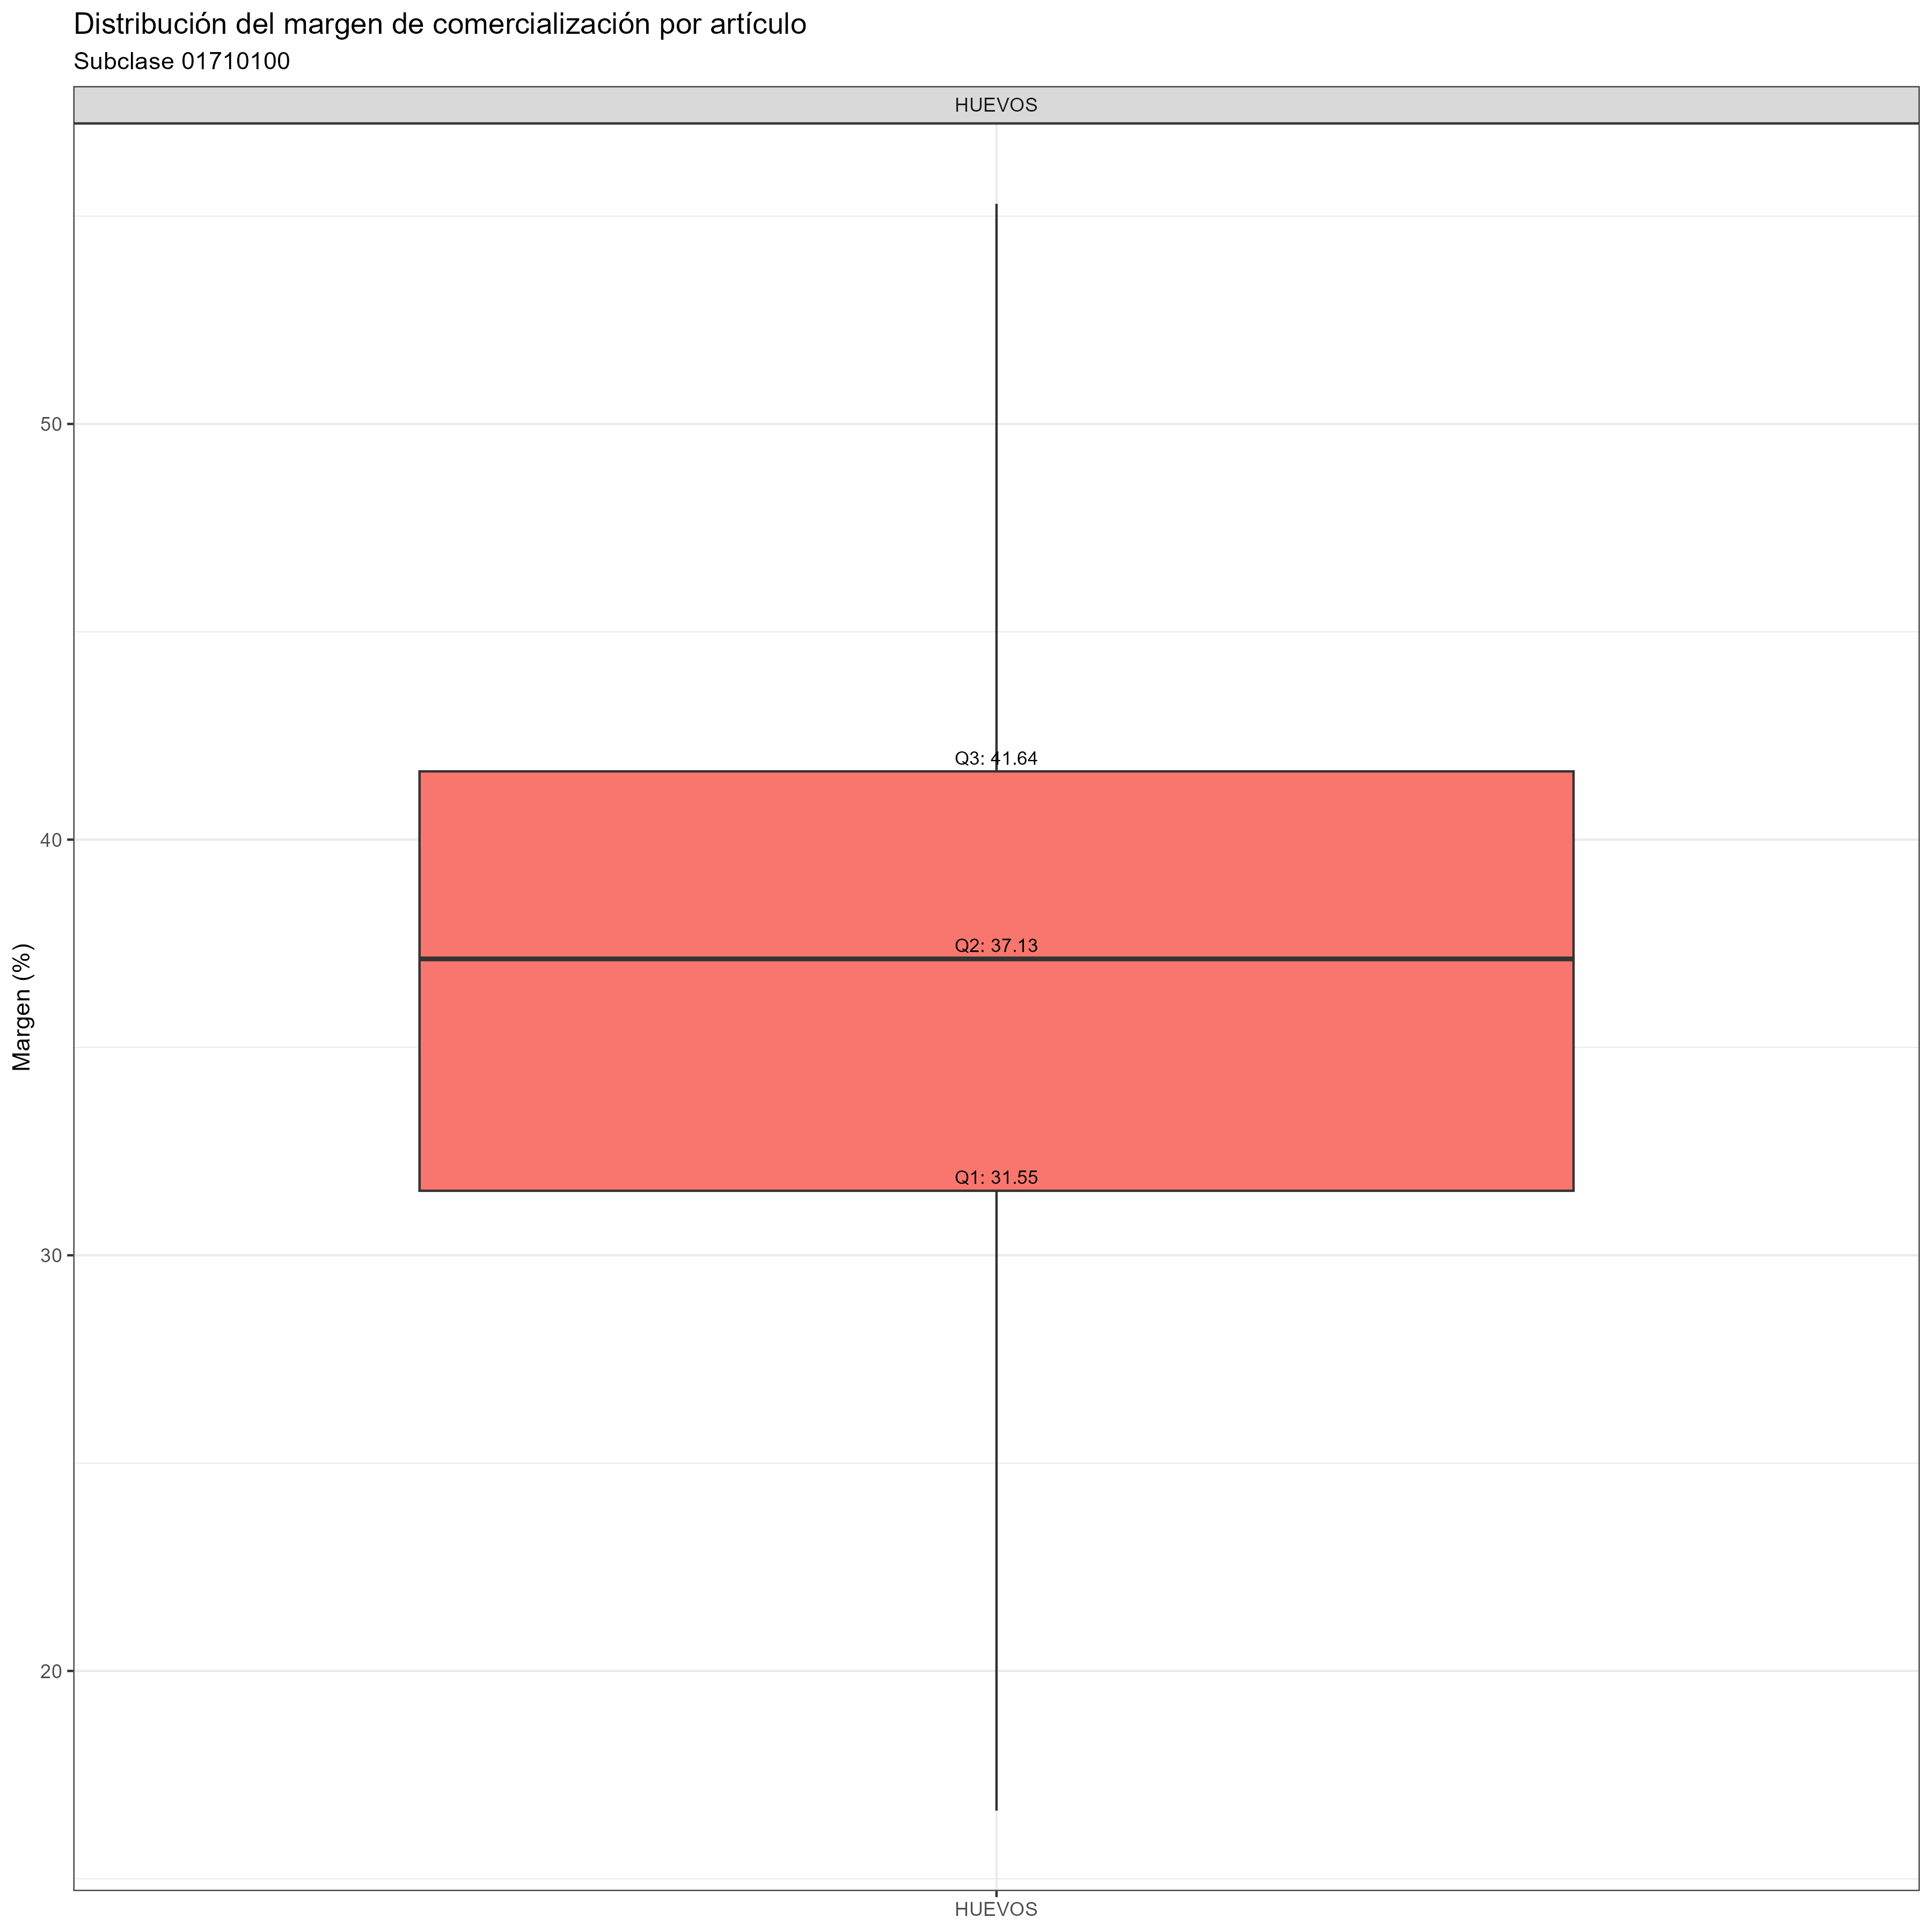 Distribución del margen de comercialización por artículo
Subclase 01710100
HUEVOS
50
Q3: 41.64
40
Q2: 37.13
Margen (%)
Q1: 31.55
30
20
HUEVOS